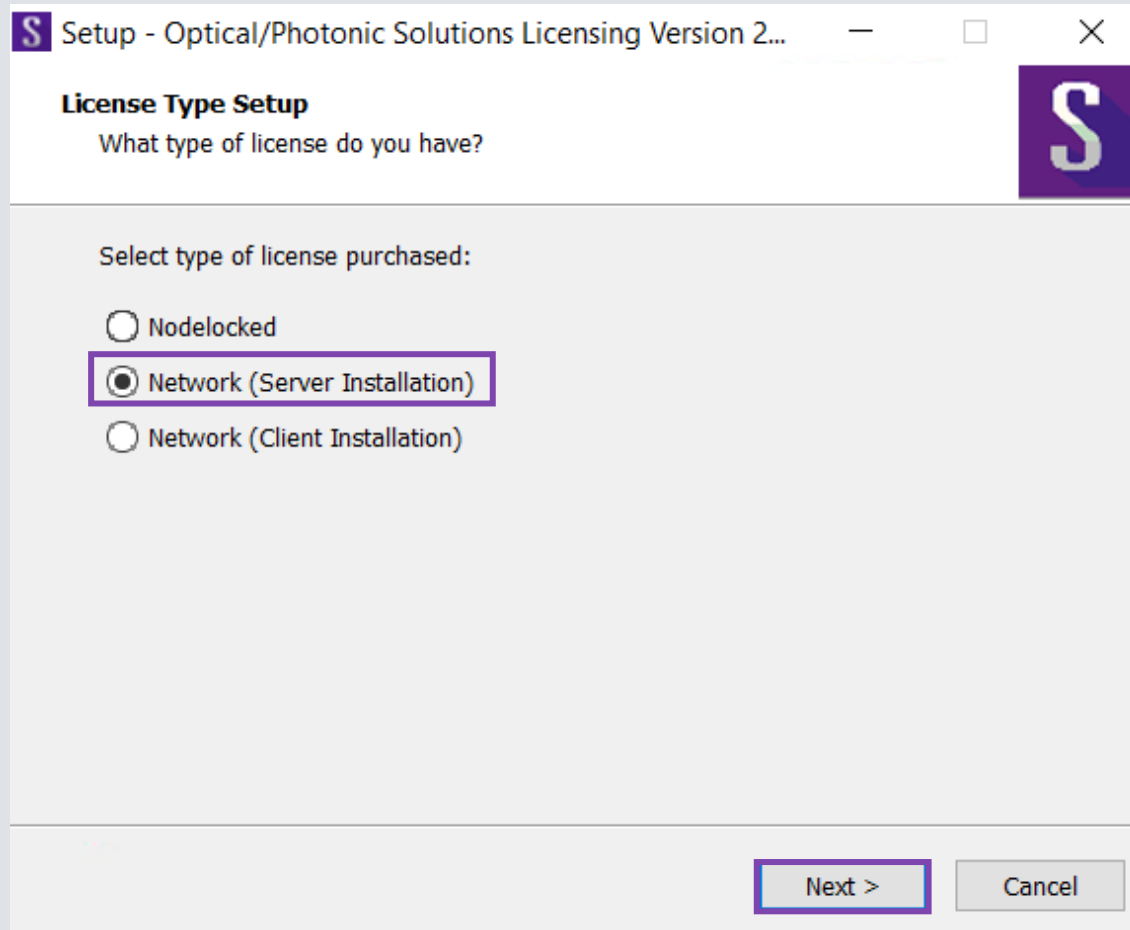 S Setup - Optical/Photonic Solutions Licensing Version 2...
License Type Setup
What type of license do you have?
S
Select type of license purchased:
Nodelocked
Network (Server Installation)
Network (Client Installation)
Next >
Cancel